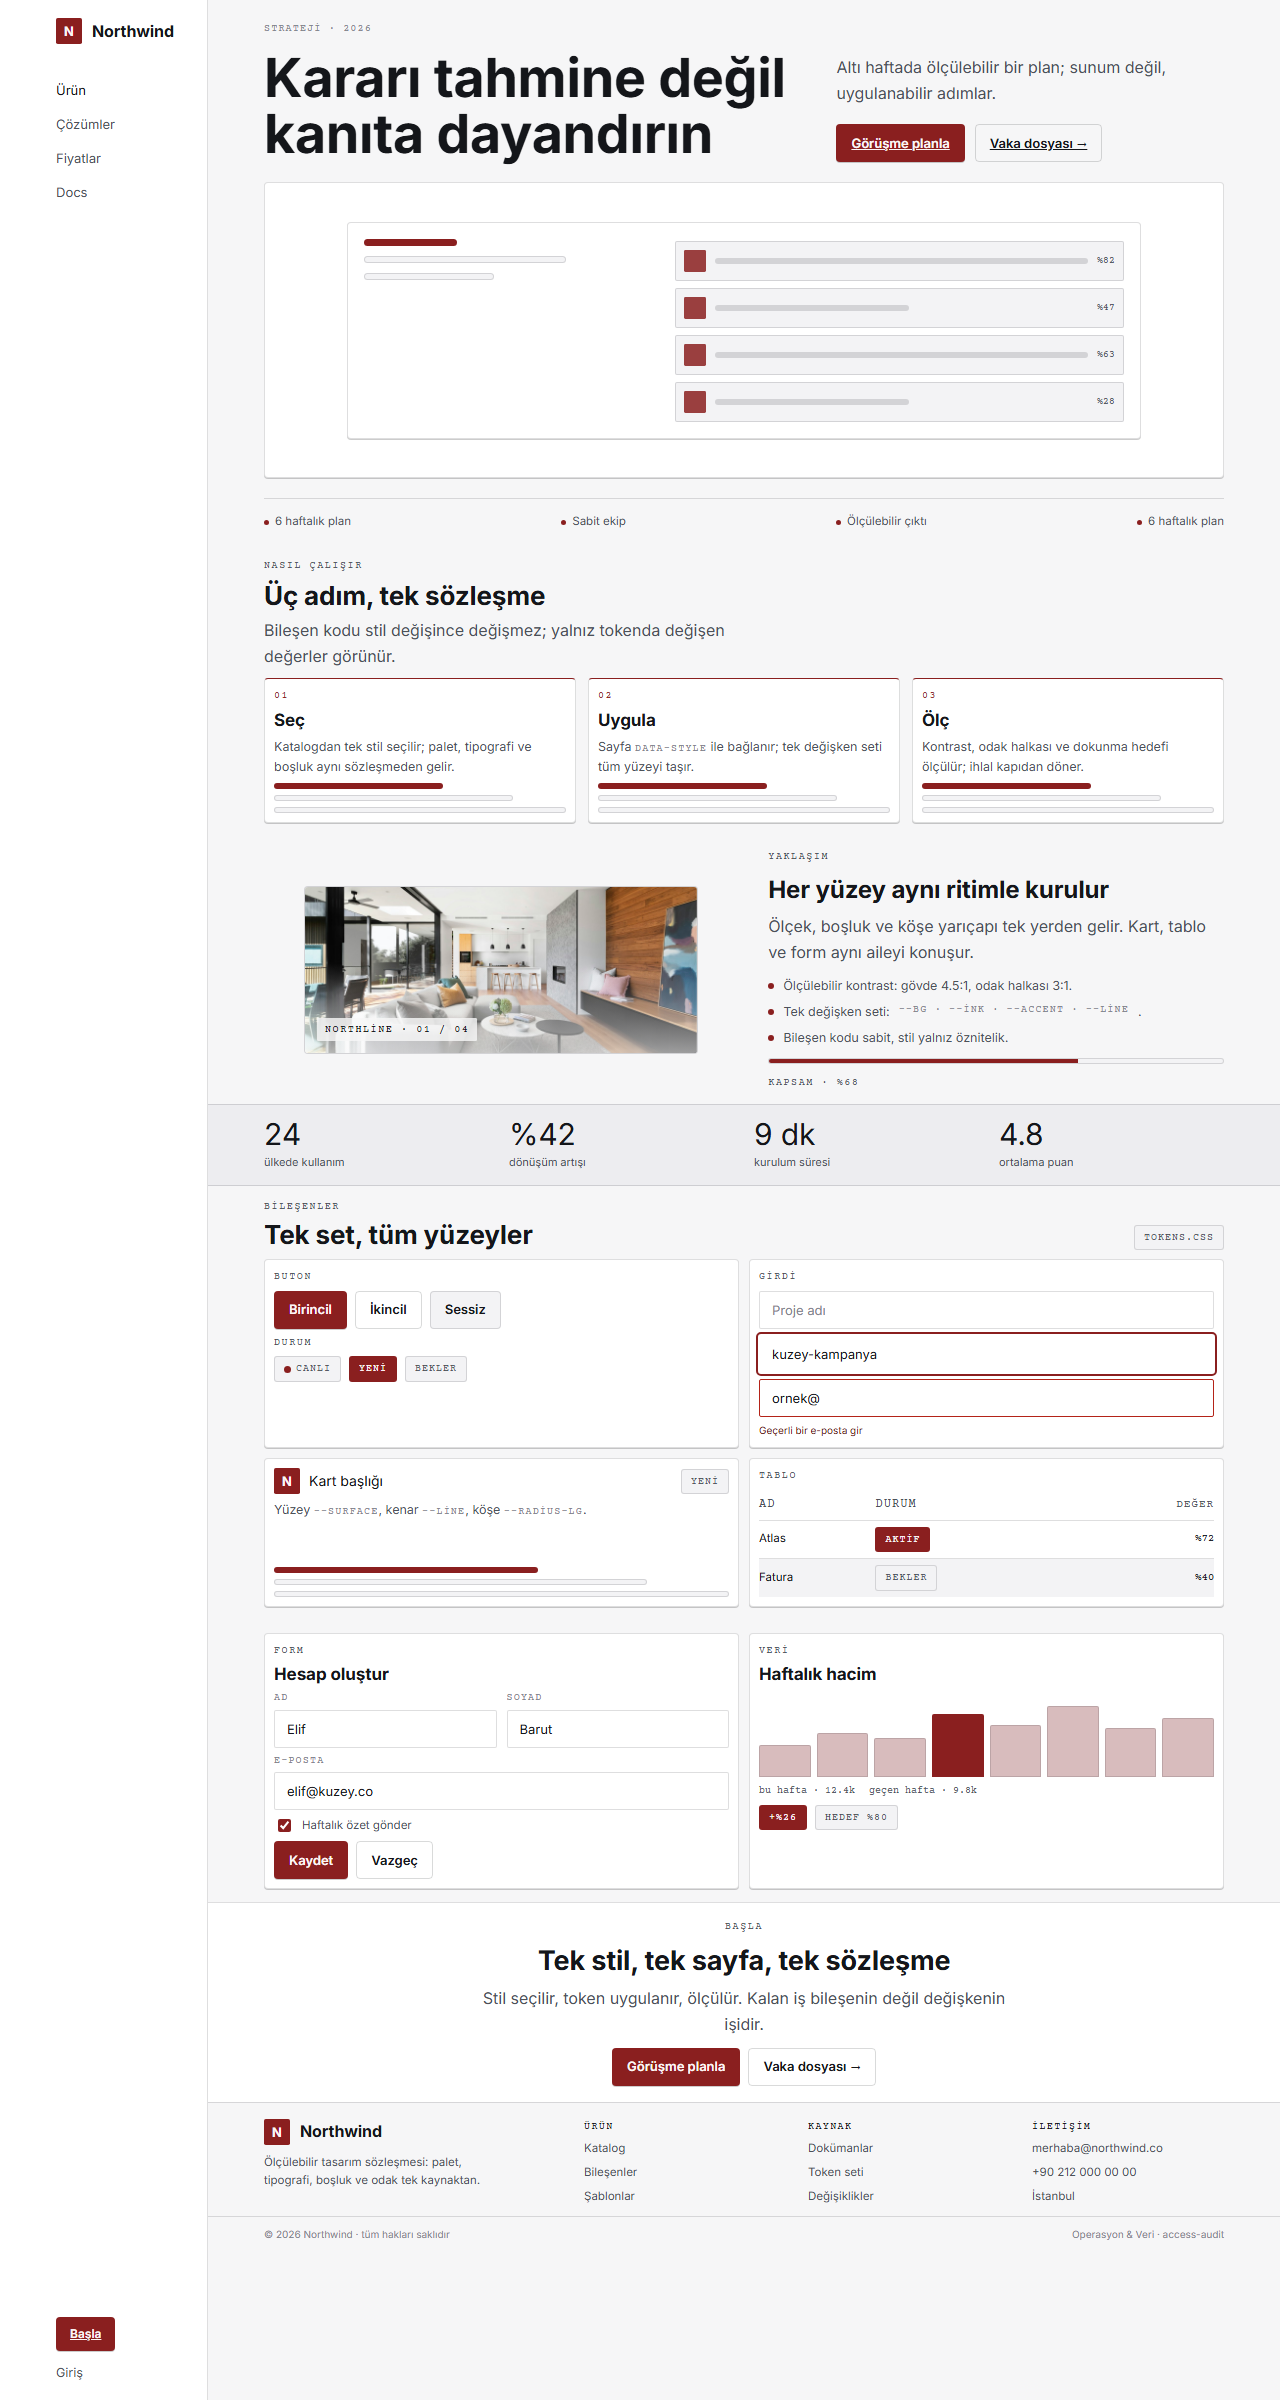 N Northwind
Ürün
Çözümler
Fiyatlar
Docs
STRATEJİ · 2026
Kararı tahmine değil
kanıta dayandırın
Altı haftada ölçülebilir bir plan; sunum değil,
uygulanabilir adımlar.
Görüşme planla
Vaka dosyası →
%82
%47
%63
%28
6 haftalık plan
Sabit ekip
Ölçülebilir çıktı
6 haftalık plan
NASIL ÇALIŞIR
Üç adım, tek sözleşme
Bileşen kodu stil değişince değişmez; yalnız tokenda değişen
değerler görünür.
01
Seç
Katalogdan tek stil seçilir; palet, tipografi ve
boşluk aynı sözleşmeden gelir.
02
Uygula
Sayfa DATA-STYLE ile bağlanır; tek değişken seti
tüm yüzeyi taşır.
03
Ölç
Kontrast, odak halkası ve dokunma hedefi
ölçülür; ihlal kapıdan döner.
NORTHLİNE · 01 / 04
YAKLAŞIM
Her yüzey aynı ritimle kurulur
Ölçek, boşluk ve köşe yarıçapı tek yerden gelir. Kart, tablo
ve form aynı aileyi konuşur.
Ölçülebilir kontrast: gövde 4.5:1, odak halkası 3:1.
Tek değişken seti: --BG · --İNK · --ACCENT · --LİNE .
Bileşen kodu sabit, stil yalnız öznitelik.
KAPSAM · %68
24
ülkede kullanım
%42
dönüşüm artışı
9 dk
kurulum süresi
4.8
ortalama puan
BİLEŞENLER
Tek set, tüm yüzeyler
TOKENS.CSS
BUTON
Birincil
İkincil
Sessiz
DURUM
CANLI
YENİ
BEKLER
GİRDİ
Proje adı
kuzey-kampanya
ornek@
Geçerli bir e-posta gir
N Kart başlığı
YENİ
Yüzey --SURFACE, kenar --LİNE, köşe --RADİUS-LG.
TABLO
AD DURUM DEĞER
Atlas AKTİF %72
Fatura BEKLER %40
FORM
Hesap oluştur
AD
SOYAD
Elif
Barut
E-POSTA
elif@kuzey.co
Haftalık özet gönder
Kaydet
Vazgeç
VERİ
Haftalık hacim
bu hafta · 12.4k geçen hafta · 9.8k
+%26
HEDEF %80
BAŞLA
Tek stil, tek sayfa, tek sözleşme
Stil seçilir, token uygulanır, ölçülür. Kalan iş bileşenin değil değişkenin
işidir.
Görüşme planla
Vaka dosyası →
N Northwind
Ölçülebilir tasarım sözleşmesi: palet,
tipografi, boşluk ve odak tek kaynaktan.
ÜRÜN
Katalog
Bileşenler
Şablonlar
KAYNAK
Dokümanlar
Token seti
Değişiklikler
İLETİŞİM
merhaba@northwind.co
+90 212 000 00 00
İstanbul
© 2026 Northwind · tüm hakları saklıdır
Operasyon & Veri · access-audit
Başla
Giriş